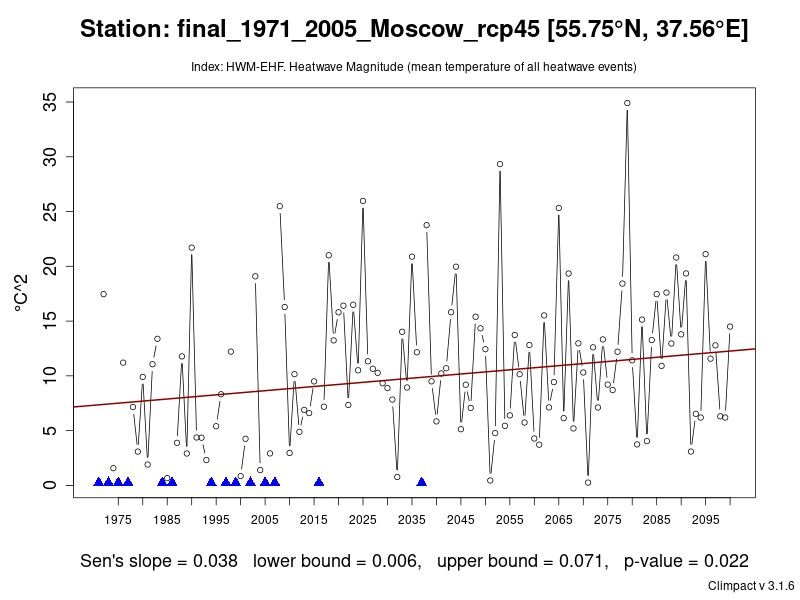 Station: final_1971_2005_Moscow_rcp45 [55.75°N, 37.56°E]
Index: HWM-EHF. Heatwave Magnitude (mean temperature of all heatwave events)
35
30
25
20
15
10
5
0
°C^2
1975 1985 1995 2005 2015 2025 2035 2045 2055 2065 2075 2085 2095
Sen's slope = 0.038 lower bound = 0.006, upper bound = 0.071, p-value = 0.022
Climpact v 3.1.6